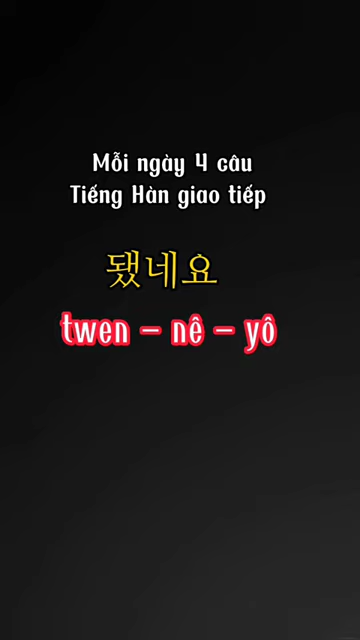 Mỗi ngày 4 câu
Tiếng Hàn giao tiếp
됐네요
twen - nê - yô